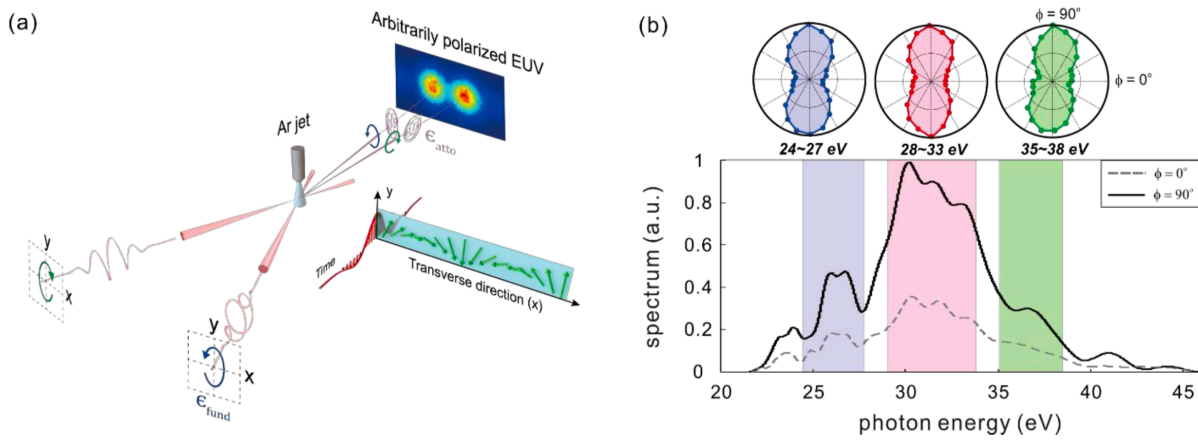 (a)
Arbitrarily polarized EUV
Ar jet
ϵatto
y
x
y
x
ϵfund
y
Time
Transverse direction (x)
(b)
ϕ = 90°
ϕ = 0°
24~27 eV
28~33 eV
35~38 eV
ϕ = 0°
ϕ = 90°
spectrum (a.u.)
1
0.8
0.6
0.4
0.2
0
20
25
30
35
40
45
photon energy (eV)